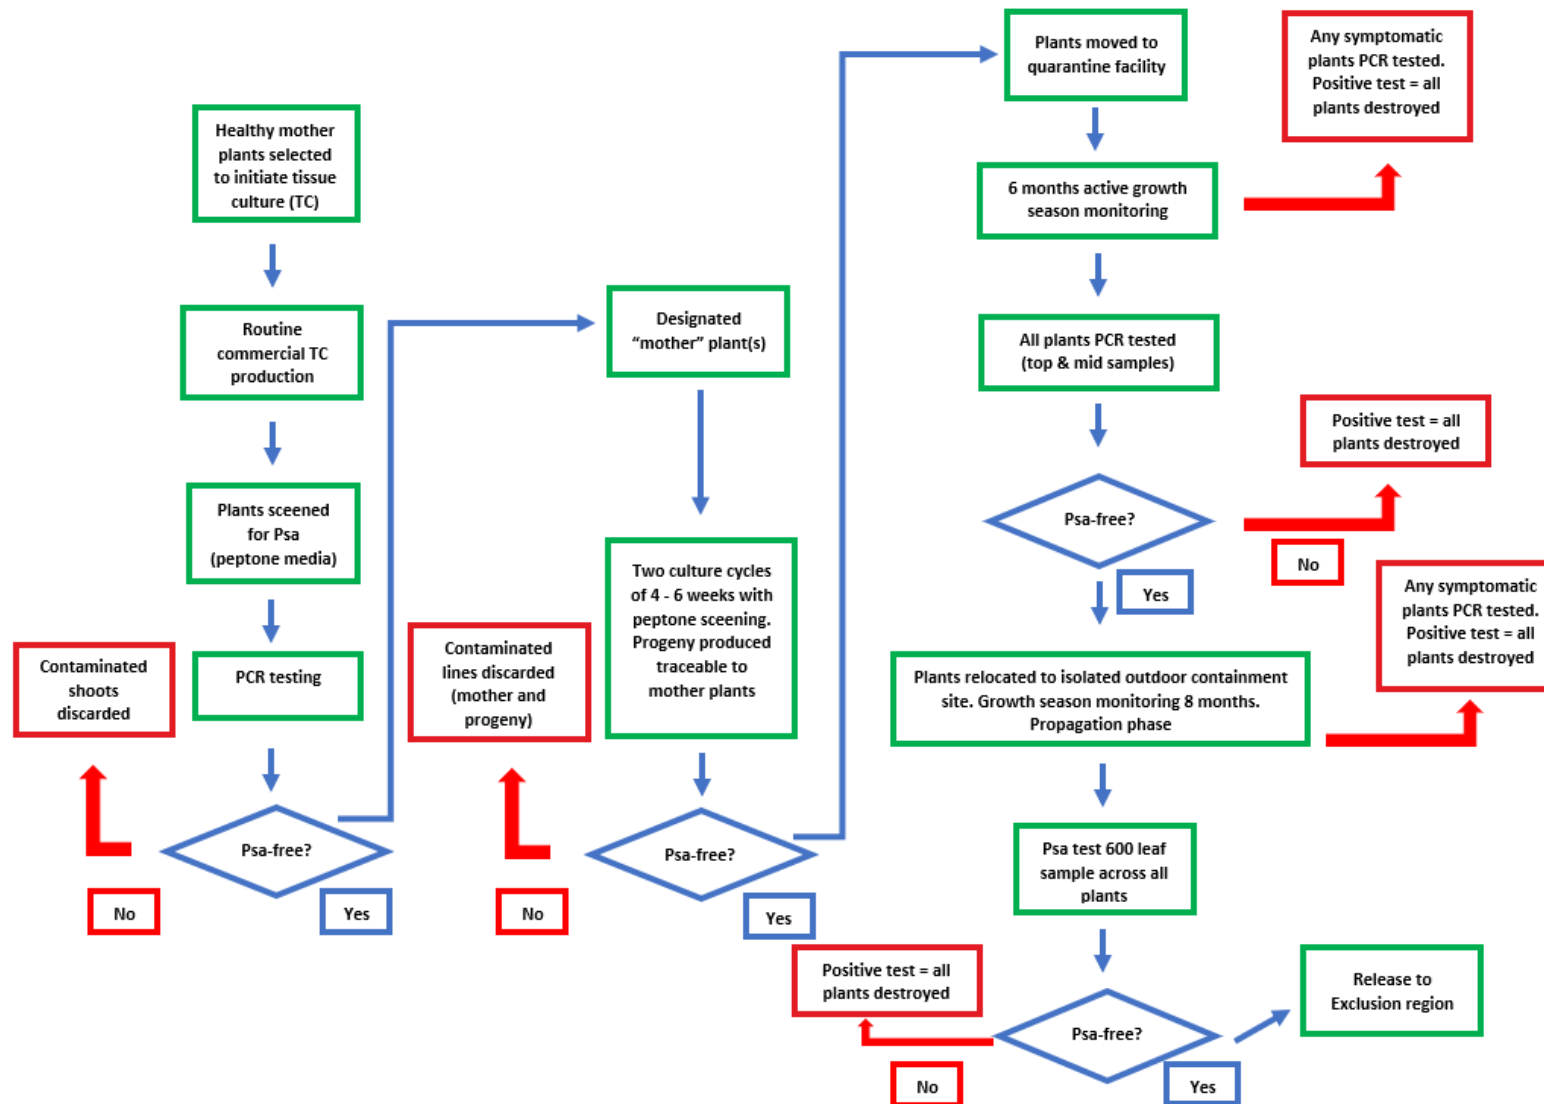 Healthy mother
plants selected
to initiate tissue
culture (TC)
Routine
commercial TC
production
Plants sceened
for Psa
(peptone media)
PCR testing
Contaminated
shoots
discarded
Psa-free?
No
Yes
Designated
“mother” plant(s)
Two culture cycles
of 4 - 6 weeks with
peptone sceening.
Progeny produced
traceable to
mother plants
Contaminated
lines discarded
(mother and
progeny)
Psa-free?
No
Yes
Plants moved to
quarantine facility
6 months active growth
season monitoring
Any symptomatic
plants PCR tested.
Positive test = all
plants destroyed
All plants PCR tested
(top & mid samples)
Psa-free?
Positive test = all
plants destroyed
No
Yes
Plants relocated to isolated outdoor containment
site. Growth season monitoring 8 months.
Propagation phase
Any symptomatic
plants PCR tested.
Positive test = all
plants destroyed
Psa test 600 leaf
sample across all
plants
Psa-free?
Positive test = all
plants destroyed
No
Yes
Release to
Exclusion region